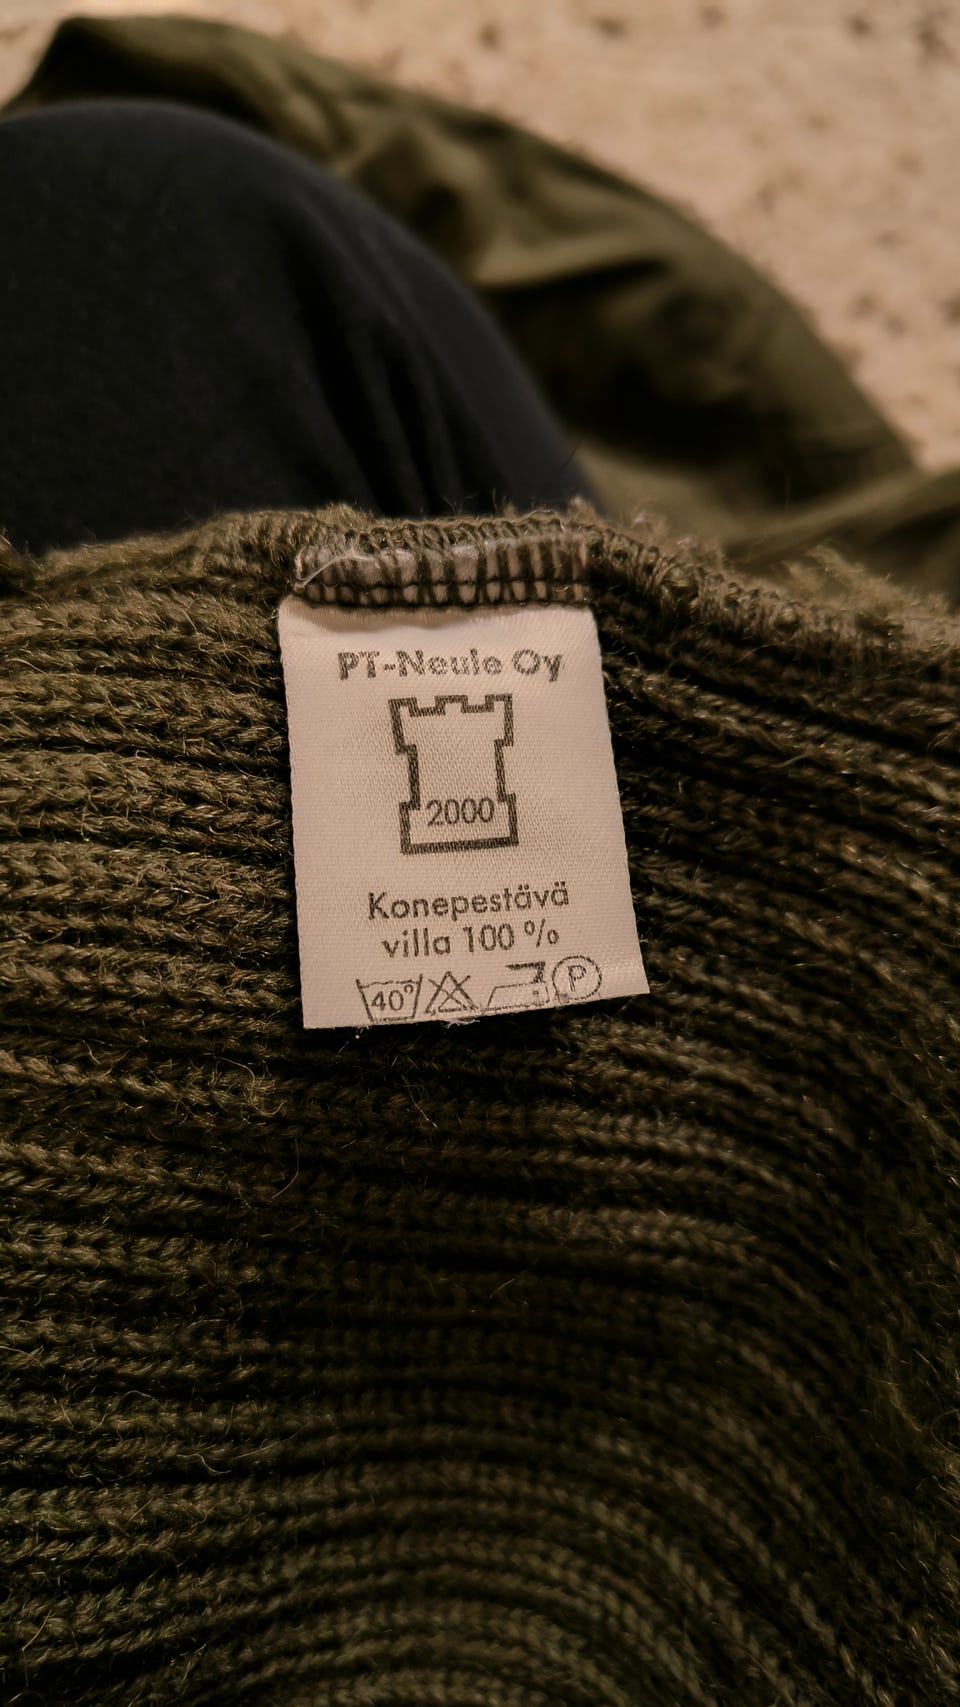 PT-Neule Oy
2000
Konepestävä
villa 100 %
40° P